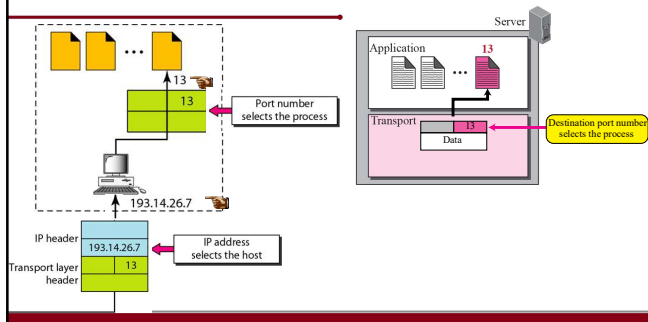 13
13
Port number
selects the process
193.14.26.7
IP header
193.14.26.7
IP address
selects the host
Transport layer
header
13
Server
Application
13
Transport
13
Data
Destination port number
selects the process